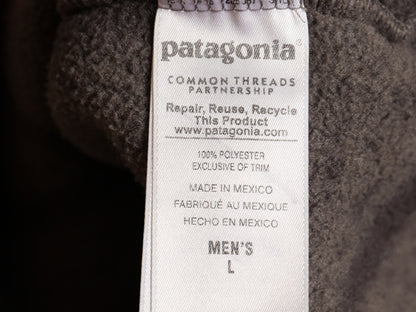 patagonia®
COMMON THREADS
PARTNERSHIP
Repair, Reuse, Recycle
This Product
www.patagonia.com
100% POLYESTER
EXCLUSIVE OF TRIM
MADE IN MEXICO
FABRIQUÉ AU MEXIQUE
HECHO EN MEXICO
MEN'S
L